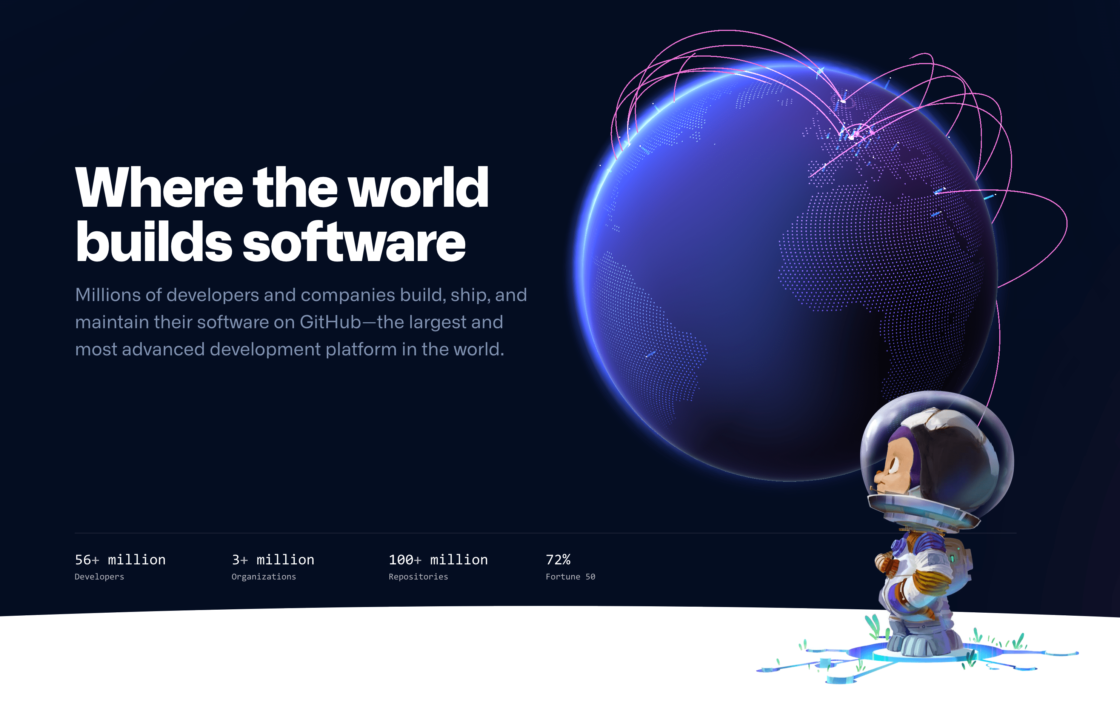 Where the world
builds software
Millions of developers and companies build, ship, and
maintain their software on GitHub—the largest and
most advanced development platform in the world.
56+ million
Developers
3+ million
Organizations
100+ million
Repositories
72%
Fortune 50